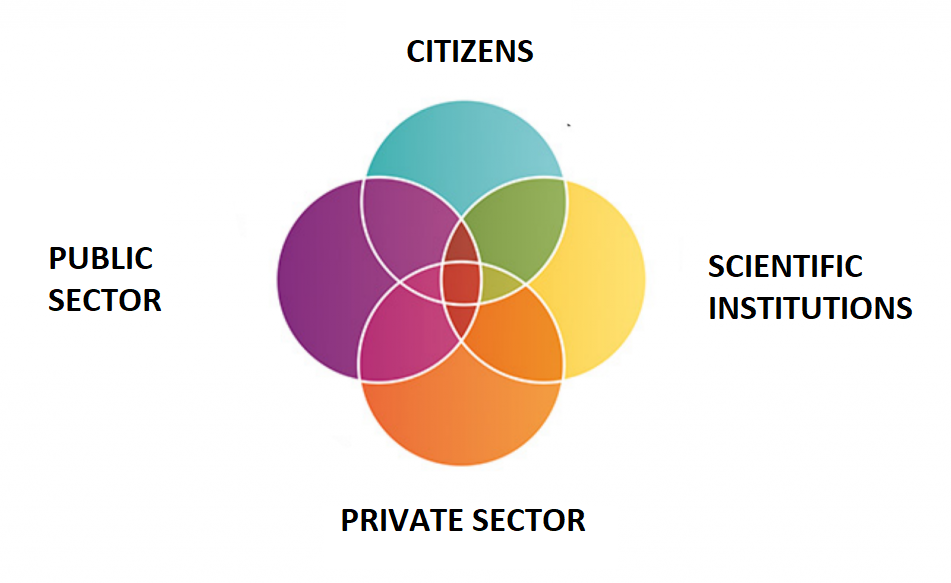 CITIZENS
PUBLIC
SECTOR
SCIENTIFIC
INSTITUTIONS
PRIVATE SECTOR